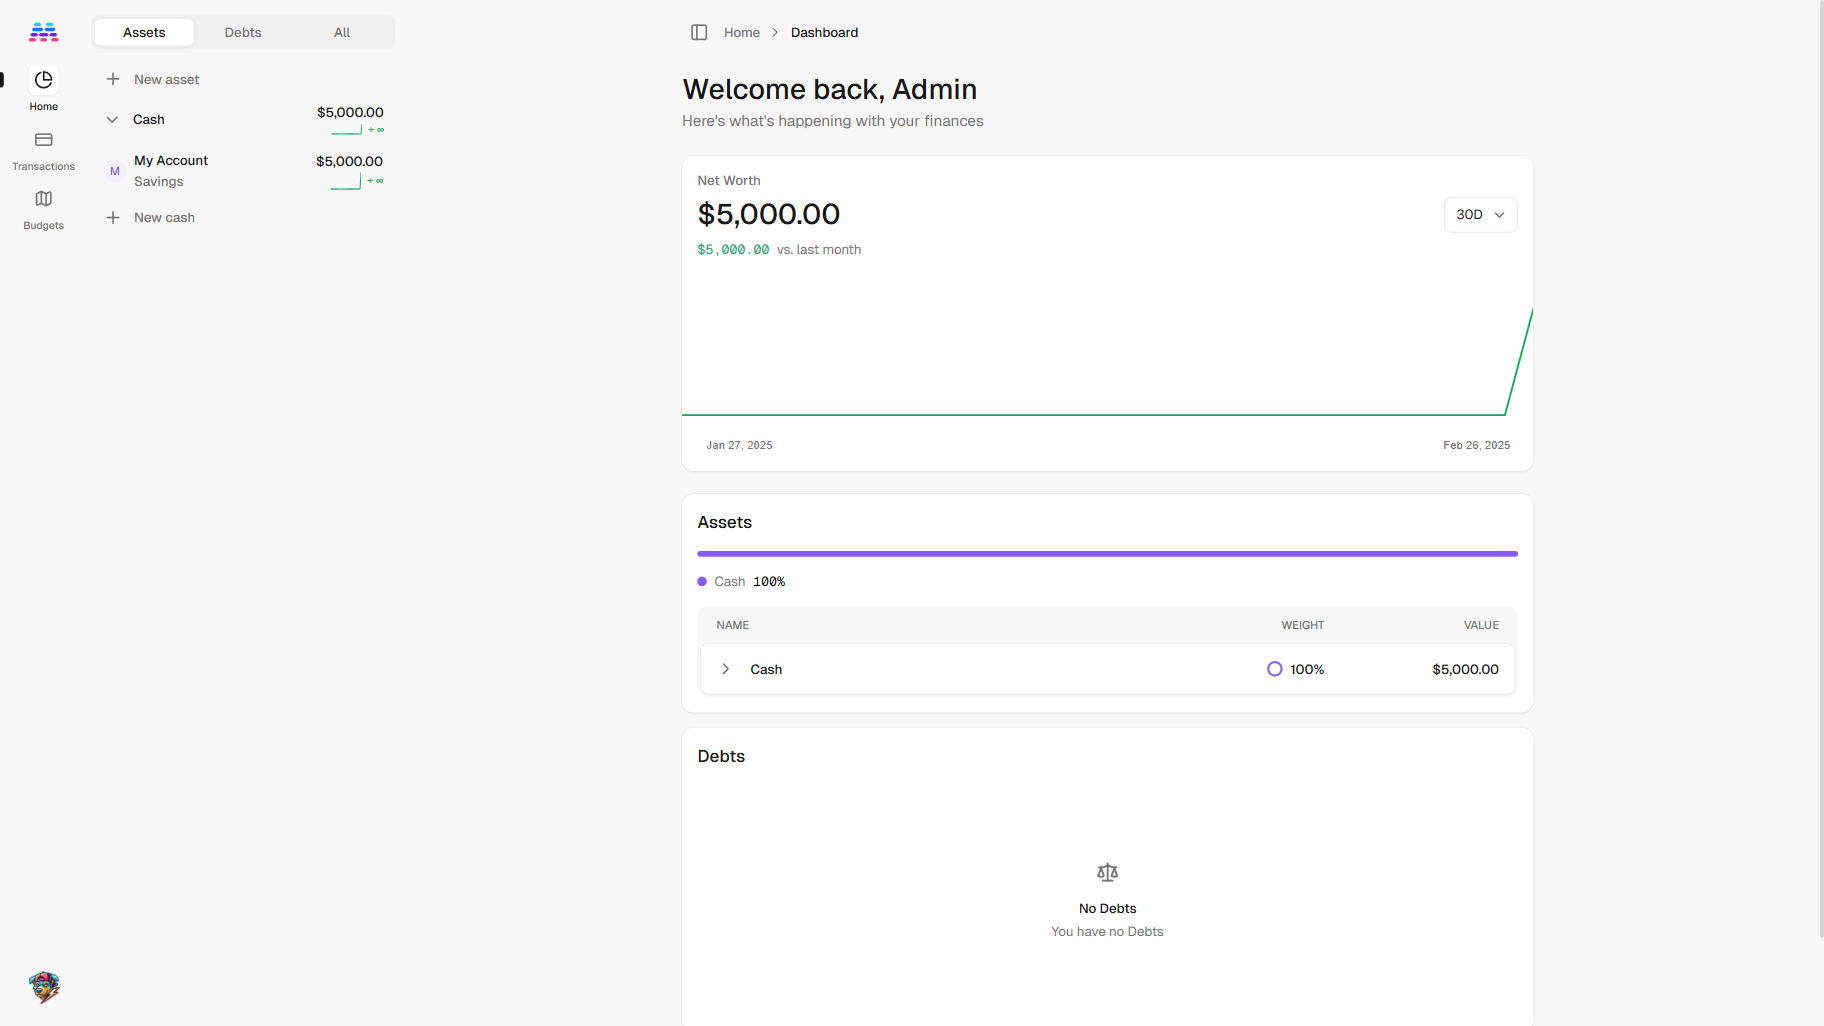 Assets
Debts
All
Home
Transactions
Budgets
New asset
Cash
$5,000.00
+ ∞
M
My Account
Savings
$5,000.00
+ ∞
New cash
Home > Dashboard
Welcome back, Admin
Here's what's happening with your finances
Net Worth
$5,000.00
30D
$5,000.00 vs. last month
Jan 27, 2025
Feb 26, 2025
Assets
Cash 100%
NAME WEIGHT VALUE
Cash 100% $5,000.00
Debts
No Debts
You have no Debts